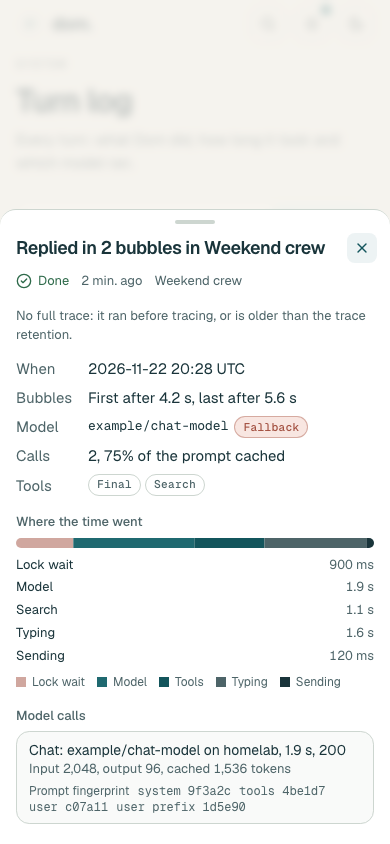 Turn log
Replied in 2 bubbles in Weekend crew
Done 2 min. ago Weekend crew
No full trace: it ran before tracing, or is older than the trace
retention.
When 2026-11-22 20:28 UTC
Bubbles First after 4.2 s, last after 5.6 s
Model example/chat-model Fallback
Calls 2, 75% of the prompt cached
Tools Final Search
Where the time went
Lock wait 900 ms
Model 1.9 s
Search 1.1 s
Typing 1.6 s
Sending 120 ms
Lock wait Model Tools Typing Sending
Model calls
Chat: example/chat-model on homelab, 1.9 s, 200
Input 2,048, output 96, cached 1,536 tokens
Prompt fingerprint system 9f3a2c tools 4be1d7
user c07a11 user prefix 1d5e90